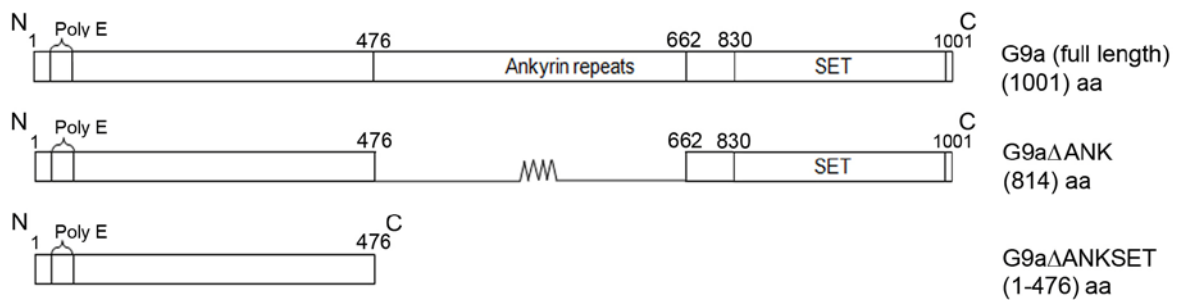 N C
Poly E
1 476 662 830 1001
Ankyrin repeats SET
G9a (full length)
(1001) aa
N C
Poly E
1 476 662 830 1001
SET
G9aΔANK
(814) aa
N C
Poly E
1 476
G9aΔANKSET
(1-476) aa